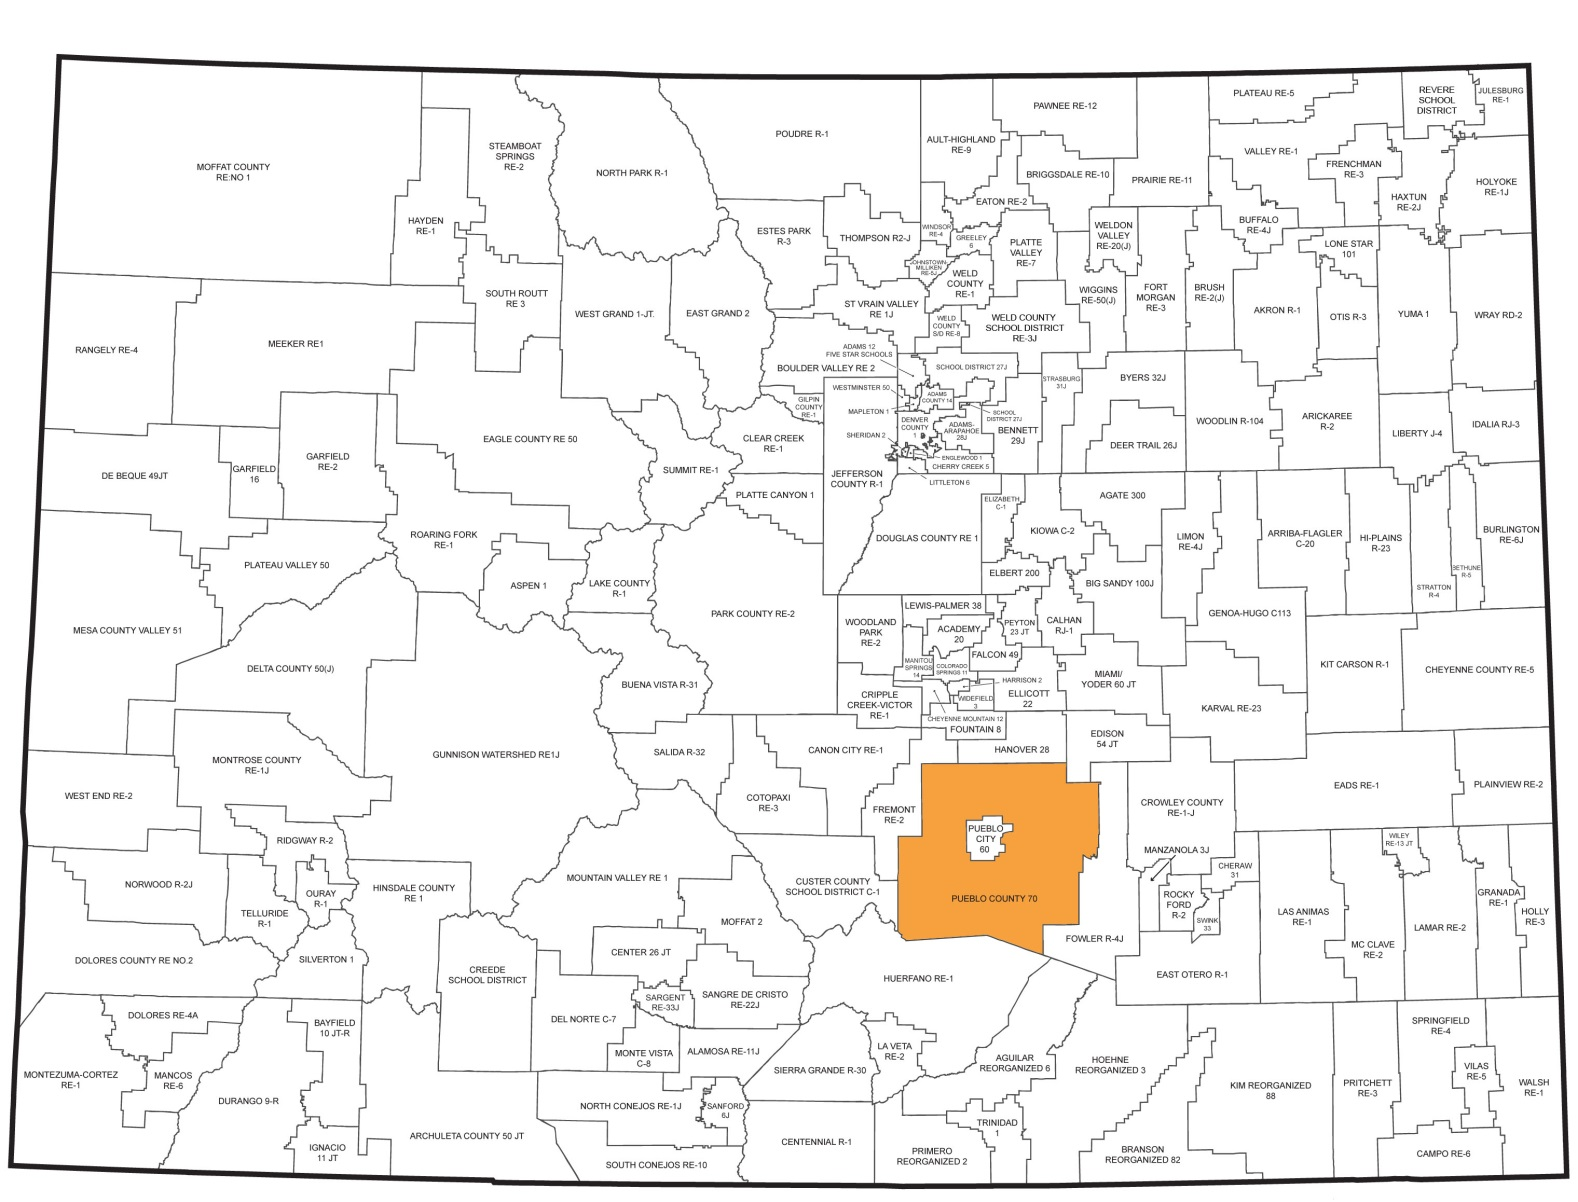 MOFFAT COUNTY
RE:NO 1
HAYDEN
RE-1
STEAMBOAT
SPRINGS
RE-2
NORTH PARK R-1
POUDRE R-1
AULT-HIGHLAND
RE-9
PAWNEE RE-12
BRIGGSDALE RE-10
PRAIRIE RE-11
PLATEAU RE-5
REVERE
SCHOOL
DISTRICT
JULESBURG
RE-1
VALLEY RE-1
FRENCHMAN
RE-3
HAXTUN
RE-2J
HOLYOKE
RE-1J
EATON RE-2
ESTES PARK
R-3
THOMPSON R2-J
WINDSOR
RE-4
GREELEY
6
PLATTE
VALLEY
RE-7
WELDON
VALLEY
RE-20(J)
BUFFALO
RE-4J
LONE STAR
101
JOHNSTOWN-
MILLIKEN
RE-5J
WELD
COUNTY
RE-1
WIGGINS
RE-50(J)
FORT
MORGAN
RE-3
BRUSH
RE-2(J)
AKRON R-1
OTIS R-3
YUMA 1
WRAY RD-2
SOUTH ROUTT
RE 3
WEST GRAND 1-JT.
EAST GRAND 2
ST VRAIN VALLEY
RE 1J
WELD
COUNTY
S/D RE-8
WELD COUNTY
SCHOOL DISTRICT
RE-3J
RANGELY RE-4
MEEKER RE1
ADAMS 12
FIVE STAR SCHOOLS
BOULDER VALLEY RE 2
SCHOOL DISTRICT 27J
STRASBURG
31J
BYERS 32J
WESTMINSTER 50
ADAMS
COUNTY 14
MAPLETON 1
SCHOOL
DISTRICT 27J
GILPIN
COUNTY
RE-1
DENVER
COUNTY
1
ADAMS-
ARAPAHOE
28J
BENNETT
29J
DEER TRAIL 26J
WOODLIN R-104
ARICKAREE
R-2
LIBERTY J-4
IDALIA RJ-3
SHERIDAN 2
ENGLEWOOD 1
CHERRY CREEK 5
LITTLETON 6
EAGLE COUNTY RE 50
CLEAR CREEK
RE-1
SUMMIT RE-1
JEFFERSON
COUNTY R-1
PLATTE CANYON 1
DE BEQUE 49JT
GARFIELD
16
GARFIELD
RE-2
ELIZABETH
C-1
AGATE 300
KIOWA C-2
DOUGLAS COUNTY RE 1
LIMON
RE-4J
ARRIBA-FLAGLER
C-20
HI-PLAINS
R-23
STRATTON
R-4
BETHUNE
R-5
BURLINGTON
RE-6J
ROARING FORK
RE-1
PLATEAU VALLEY 50
ASPEN 1
LAKE COUNTY
R-1
ELBERT 200
BIG SANDY 100J
PARK COUNTY RE-2
WOODLAND
PARK
RE-2
LEWIS-PALMER 38
ACADEMY
20
PEYTON
23 JT
CALHAN
RJ-1
GENOA-HUGO C113
MESA COUNTY VALLEY 51
DELTA COUNTY 50(J)
BUENA VISTA R-31
MANITOU
SPRINGS
14
COLORADO
SPRINGS 11
FALCON 49
HARRISON 2
WIDEFIELD
3
ELLICOTT
22
MIAMI/
YODER 60 JT
KIT CARSON R-1
CHEYENNE COUNTY RE-5
CRIPPLE
CREEK-VICTOR
RE-1
CHEYENNE MOUNTAIN 12
FOUNTAIN 8
KARVAL RE-23
EDISON
54 JT
HANOVER 28
CANON CITY RE-1
SALIDA R-32
GUNNISON WATERSHED RE1J
MONTROSE COUNTY
RE-1J
WEST END RE-2
COTOPAXI
RE-3
FREMONT
RE-2
PUEBLO
CITY
60
PUEBLO COUNTY 70
CROWLEY COUNTY
RE-1-J
EADS RE-1
PLAINVIEW RE-2
RIDGWAY R-2
MANZANOLA 3J
CHERAW
31
WILEY
RE-13 JT
NORWOOD R-2J
TELLURIDE
R-1
OURAY
R-1
HINSDALE COUNTY
RE 1
MOUNTAIN VALLEY RE 1
CUSTER COUNTY
SCHOOL DISTRICT C-1
ROCKY
FORD
R-2
SWINK
33
LAS ANIMAS
RE-1
MC CLAVE
RE-2
LAMAR RE-2
GRANADA
RE-1
HOLLY
RE-3
MOFFAT 2
FOWLER R-4J
EAST OTERO R-1
DOLORES COUNTY RE NO.2
SILVERTON 1
CREEDE
SCHOOL DISTRICT
CENTER 26 JT
SARGENT
RE-33J
SANGRE DE CRISTO
RE-22J
HUERFANO RE-1
DOLORES RE-4A
BAYFIELD
10 JT-R
DEL NORTE C-7
MONTE VISTA
C-8
ALAMOSA RE-11J
SIERRA GRANDE R-30
LA VETA
RE-2
AGUILAR
REORGANIZED 6
HOEHNE
REORGANIZED 3
KIM REORGANIZED
88
PRITCHETT
RE-3
SPRINGFIELD
RE-4
VILAS
RE-5
WALSH
RE-1
MONTEZUMA-CORTEZ
RE-1
MANCOS
RE-6
DURANGO 9-R
IGNACIO
11 JT
ARCHULETA COUNTY 50 JT
NORTH CONEJOS RE-1J
SANFORD
6J
SOUTH CONEJOS RE-10
CENTENNIAL R-1
PRIMERO
REORGANIZED 2
TRINIDAD
1
BRANSON
REORGANIZED 82
CAMPO RE-6